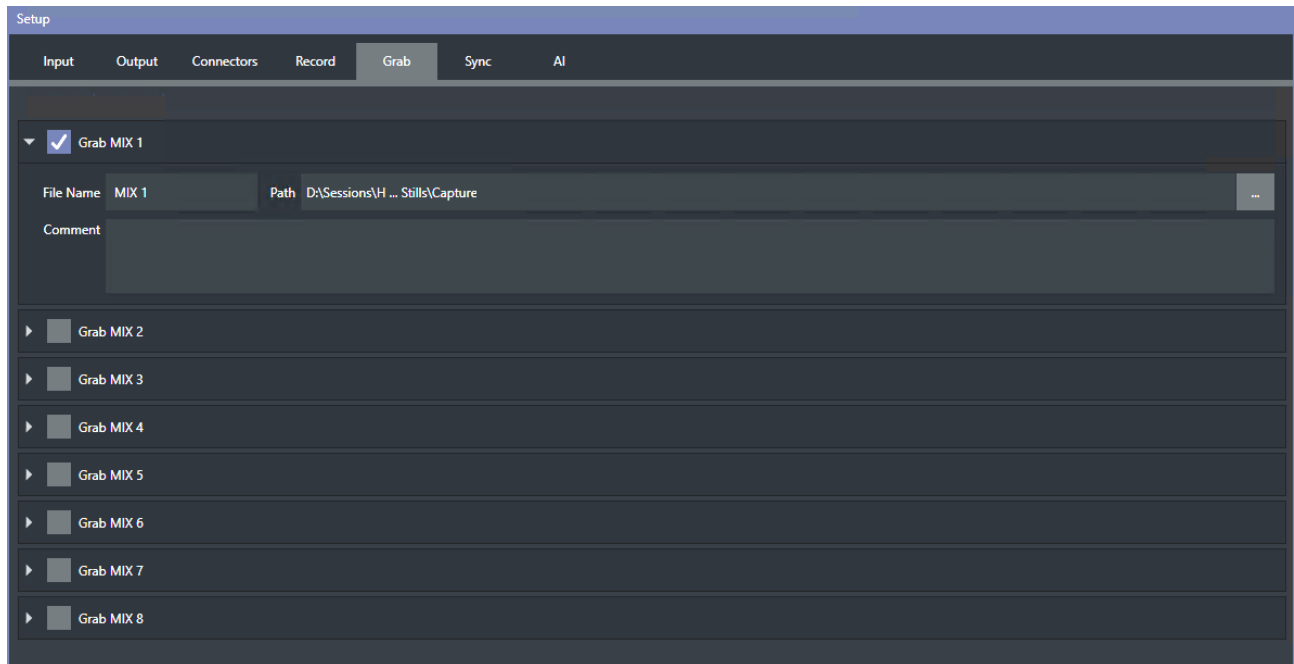 Setup
Input Output Connectors Record Grab Sync AI
Grab MIX 1
File Name MIX 1 Path D:\Sessions\H ... Stills\Capture ...
Comment
Grab MIX 2
Grab MIX 3
Grab MIX 4
Grab MIX 5
Grab MIX 6
Grab MIX 7
Grab MIX 8